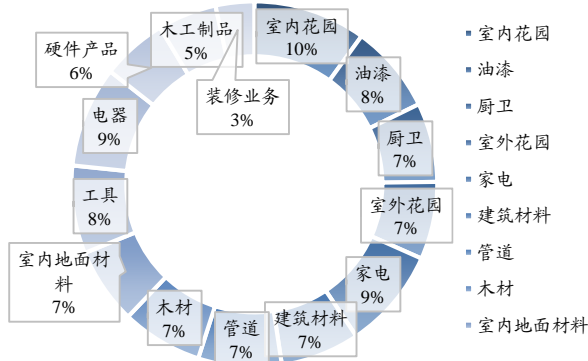 室内花园
10%
油漆
8%
厨卫
7%
室外花园
7%
家电
9%
建筑材料
7%
管道
7%
木材
7%
室内地面材
料
7%
工具
8%
电器
9%
硬件产品
6%
木工制品
5%
装修业务
3%
室内花园
油漆
厨卫
室外花园
家电
建筑材料
管道
木材
室内地面材料